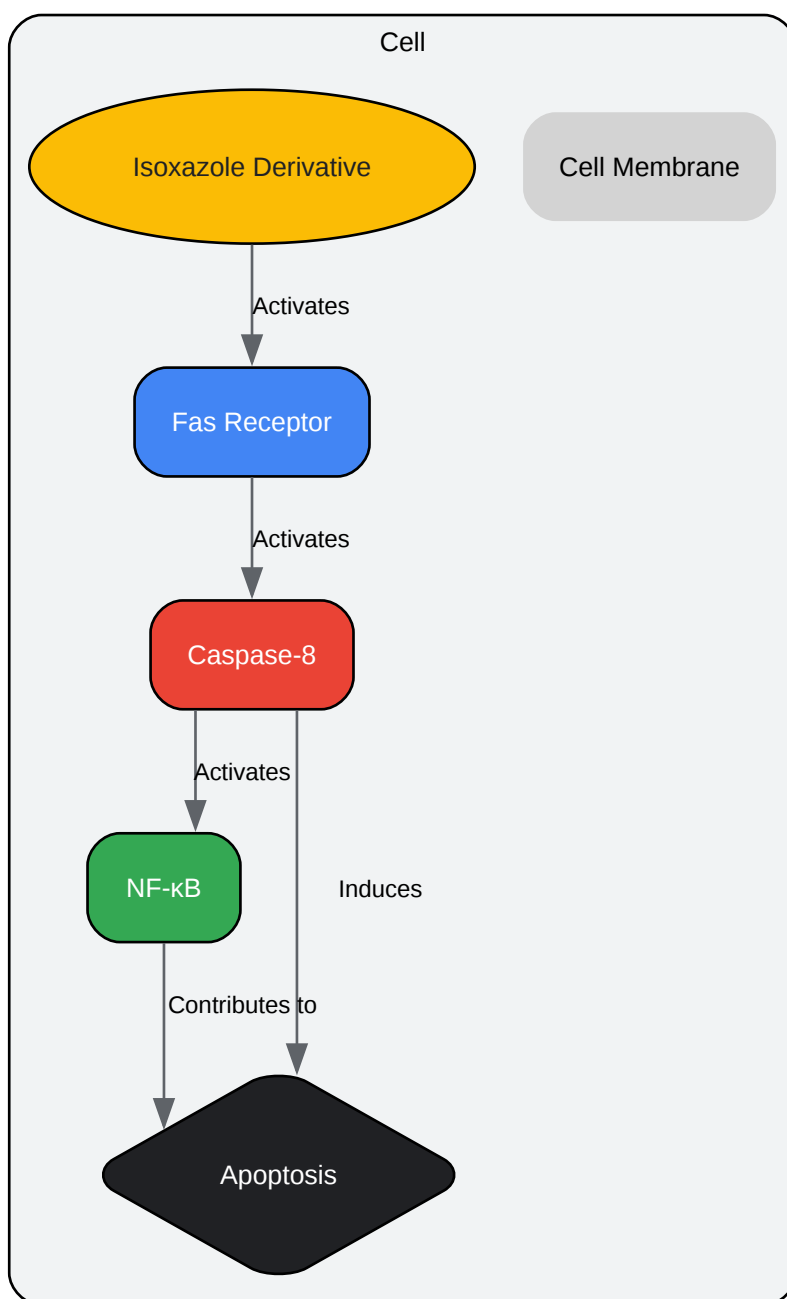 Cell
Isoxazole Derivative
Cell Membrane
Activates
Fas Receptor
Activates
Caspase-8
Activates
NF-κB
Induces
Contributes to
Apoptosis